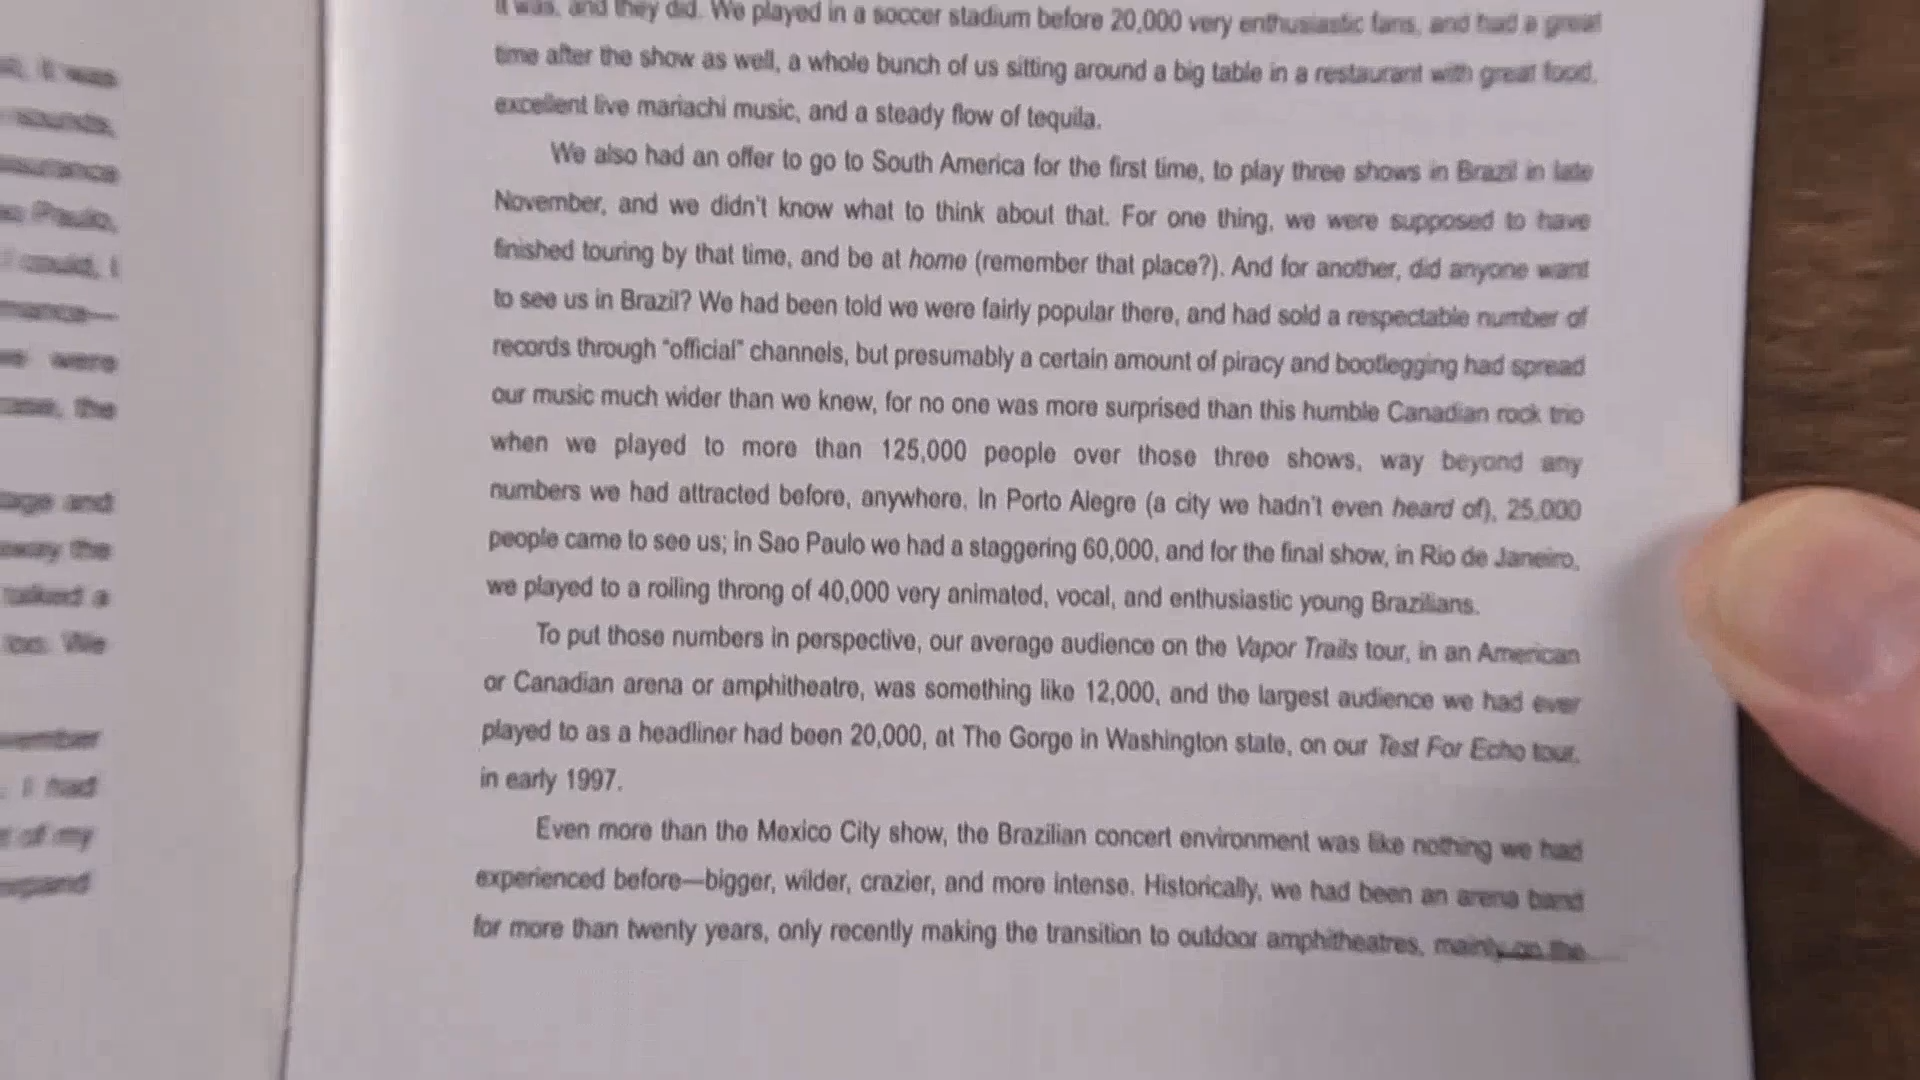 it was, and they did. We played in a soccer stadium before 20,000 very enthusiastic fans, and had a great
time after the show as well, a whole bunch of us sitting around a big table in a restaurant with great food,
excellent live mariachi music, and a steady flow of tequila.
We also had an offer to go to South America for the first time, to play three shows in Brazil in late
November, and we didn't know what to think about that. For one thing, we were supposed to have
finished touring by that time, and be at home (remember that place?). And for another, did anyone want
to see us in Brazil? We had been told we were fairly popular there, and had sold a respectable number of
records through "official" channels, but presumably a certain amount of piracy and bootlegging had spread
our music much wider than we knew, for no one was more surprised than this humble Canadian rock trio
when we played to more than 125,000 people over those three shows, way beyond any
numbers we had attracted before, anywhere. In Porto Alegre (a city we hadn't even heard of), 25,000
people came to see us; in Sao Paulo we had a staggering 60,000, and for the final show, in Rio de Janeiro,
we played to a roiling throng of 40,000 very animated, vocal, and enthusiastic young Brazilians.
To put those numbers in perspective, our average audience on the Vapor Trails tour, in an American
or Canadian arena or amphitheatre, was something like 12,000, and the largest audience we had ever
played to as a headliner had been 20,000, at The Gorge in Washington state, on our Test For Echo tour,
in early 1997.
Even more than the Mexico City show, the Brazilian concert environment was like nothing we had
experienced before—bigger, wilder, crazier, and more intense. Historically, we had been an arena band
for more than twenty years, only recently making the transition to outdoor amphitheatres, mainly on the